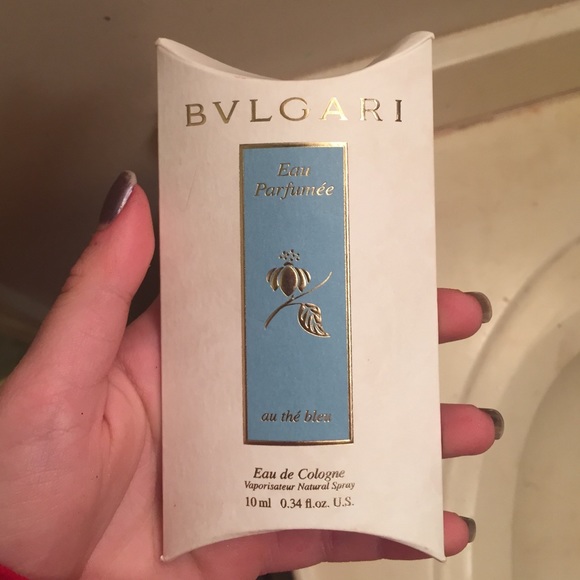 BVLGARI
Eau
Parfumée
au thé bleu
Eau de Cologne
Vaporisateur Natural Spray
10 ml 0.34 fl.oz. U.S.